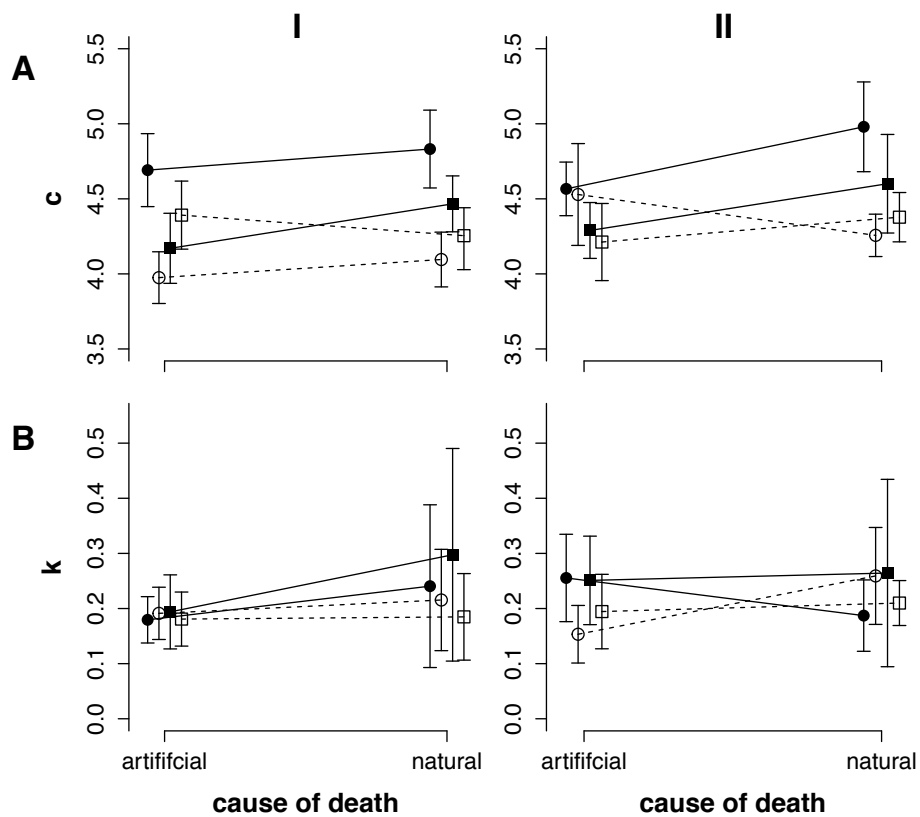 I II
A
c
5.5 5.0 4.5 4.0 3.5
5.5 5.0 4.5 4.0 3.5
B
k
0.5 0.4 0.3 0.2 0.1 0.0
0.5 0.4 0.3 0.2 0.1 0.0
artififcial natural artififcial natural
cause of death cause of death